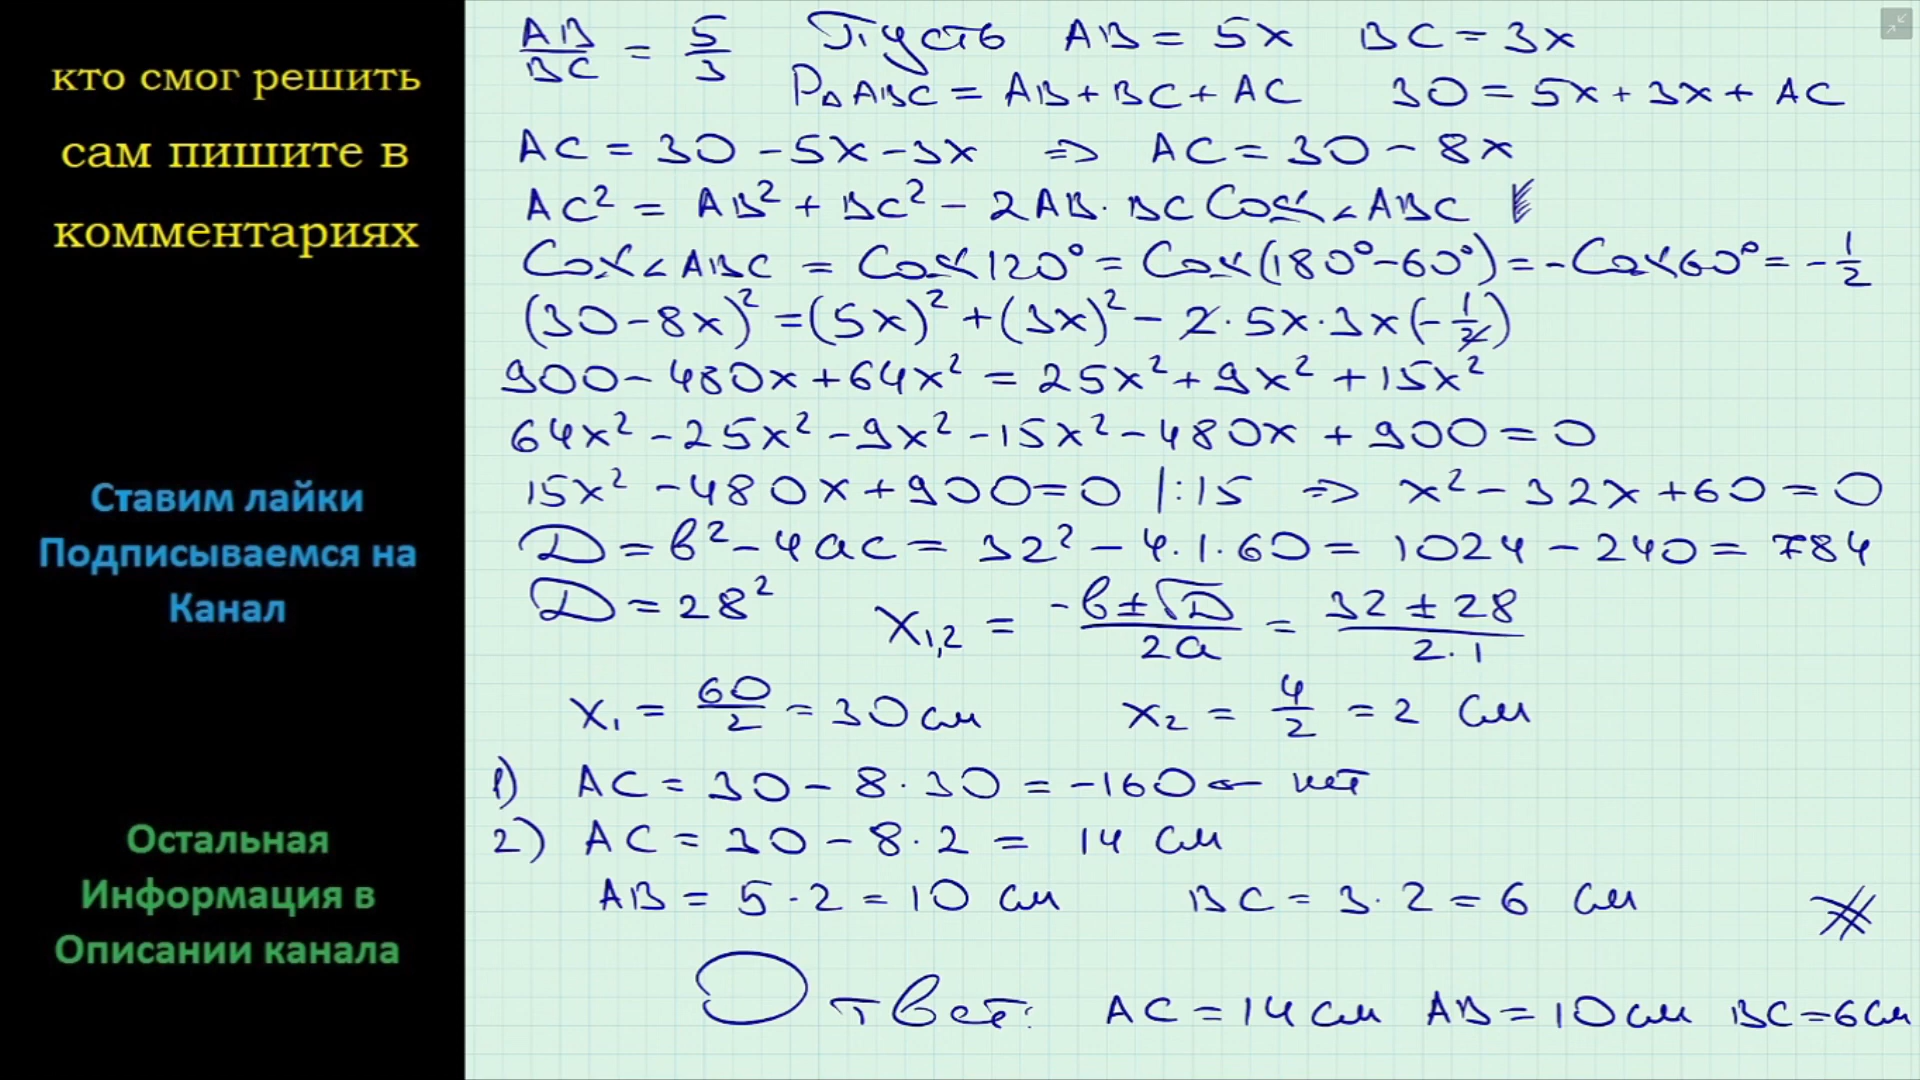 кто смог решить
сам пишите в
комментариях
Ставим лайки
Подписываемся на
Канал
Остальная
Информация в
Описании канала
AB/BC = 5/3 Пусть AB = 5x BC = 3x
P△ABC = AB + BC + AC 30 = 5x + 3x + AC
AC = 30 - 5x - 3x => AC = 30 - 8x
AC² = AB² + BC² - 2AB · BC Cos∠ABC
Cos∠ABC = Cos120° = Cos(180° - 60°) = -Cos60° = -1/2
(30 - 8x)² = (5x)² + (3x)² - 2 · 5x · 3x (-1/2)
900 - 480x + 64x² = 25x² + 9x² + 15x²
64x² - 25x² - 9x² - 15x² - 480x + 900 = 0
15x² - 480x + 900 = 0 |:15 => x² - 32x + 60 = 0
D = b² - 4ac = 32² - 4·1·60 = 1024 - 240 = 784
D = 28² x₁,₂ = (-b ± √D)/2a = (32 ± 28)/(2·1)
x₁ = 60/2 = 30 см x₂ = 4/2 = 2 см
1) AC = 30 - 8·30 = -160 ← нет
2) AC = 30 - 8·2 = 14 см
AB = 5·2 = 10 см BC = 3·2 = 6 см
Ответ: AC = 14 см AB = 10 см BC = 6 см